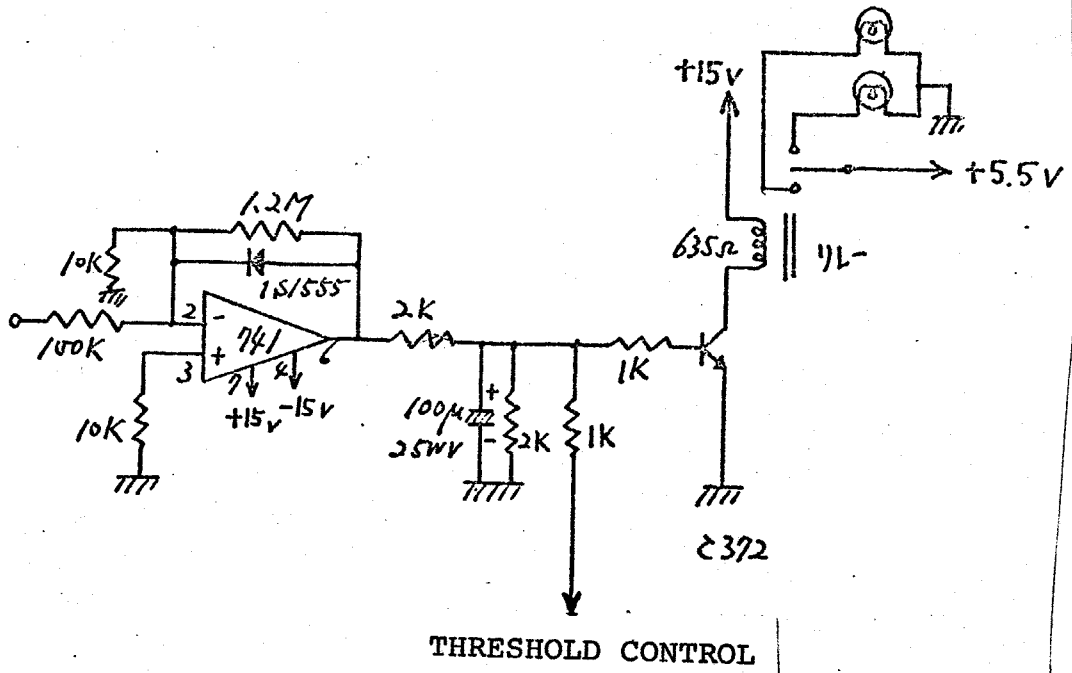 +15v
+5.5V
1.2M
10K
1S1555
635Ω
リレー
2
-
741
6
100K
3
+
7
4
+15v
-15v
2K
10K
100μ
25WV
+
-
2K
1K
1K
C372
THRESHOLD CONTROL